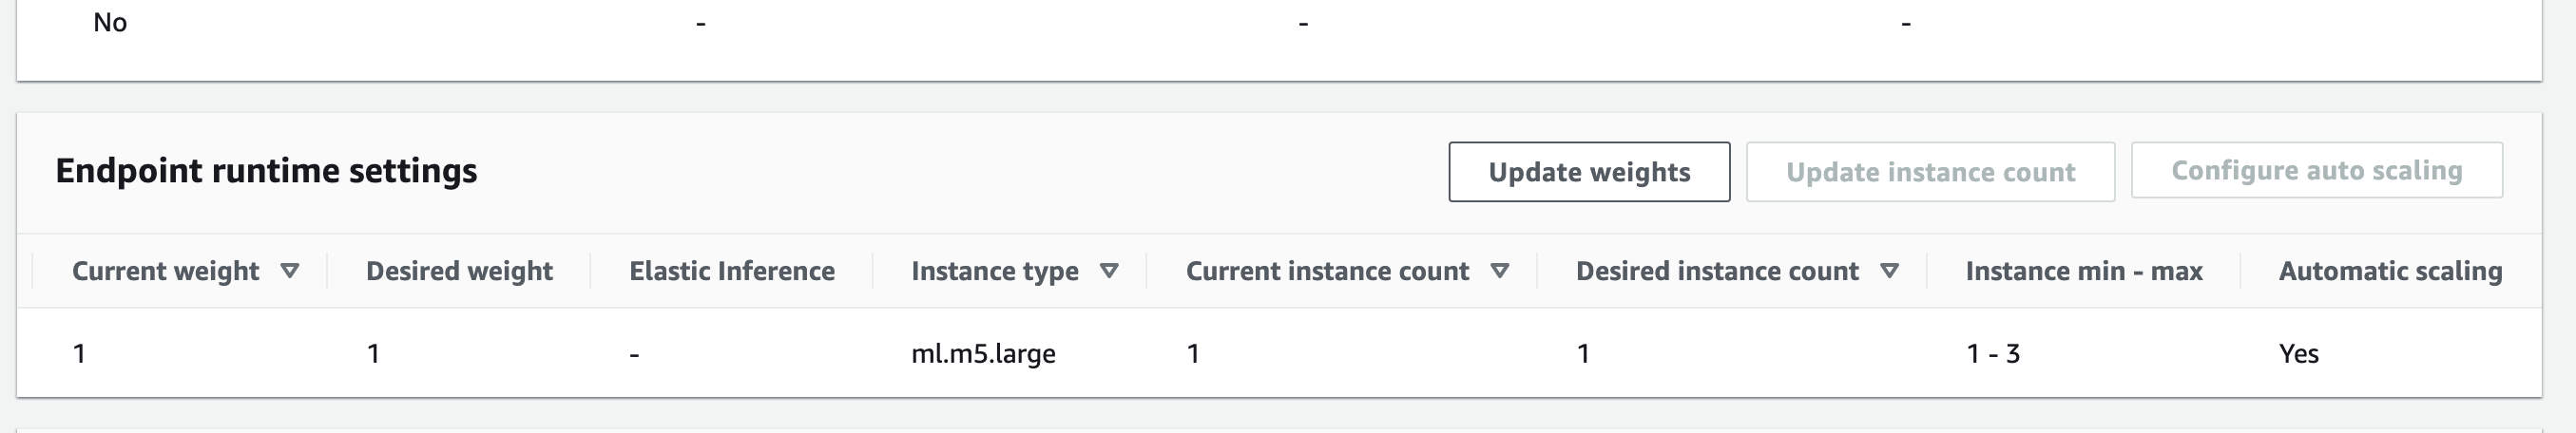 No - - -
Endpoint runtime settings Update weights Update instance count Configure auto scaling
Current weight Desired weight Elastic Inference Instance type Current instance count Desired instance count Instance min - max Automatic scaling
1 1 - ml.m5.large 1 1 1 - 3 Yes